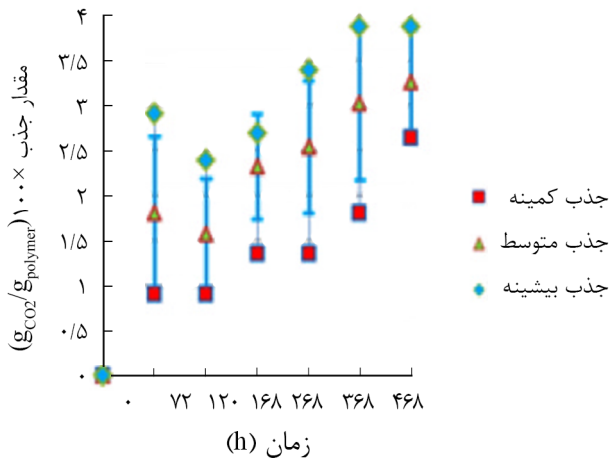 مقدار جذب ×۱۰۰ (gCO2/gpolymer)
۴
۳/۵
۳
۲/۵
۲
۱/۵
۱
۰/۵
۰
۰ ۷۲ ۱۲۰ ۱۶۸ ۲۶۸ ۳۶۸ ۴۶۸
زمان (h)
جذب کمینه
جذب متوسط
جذب بیشینه